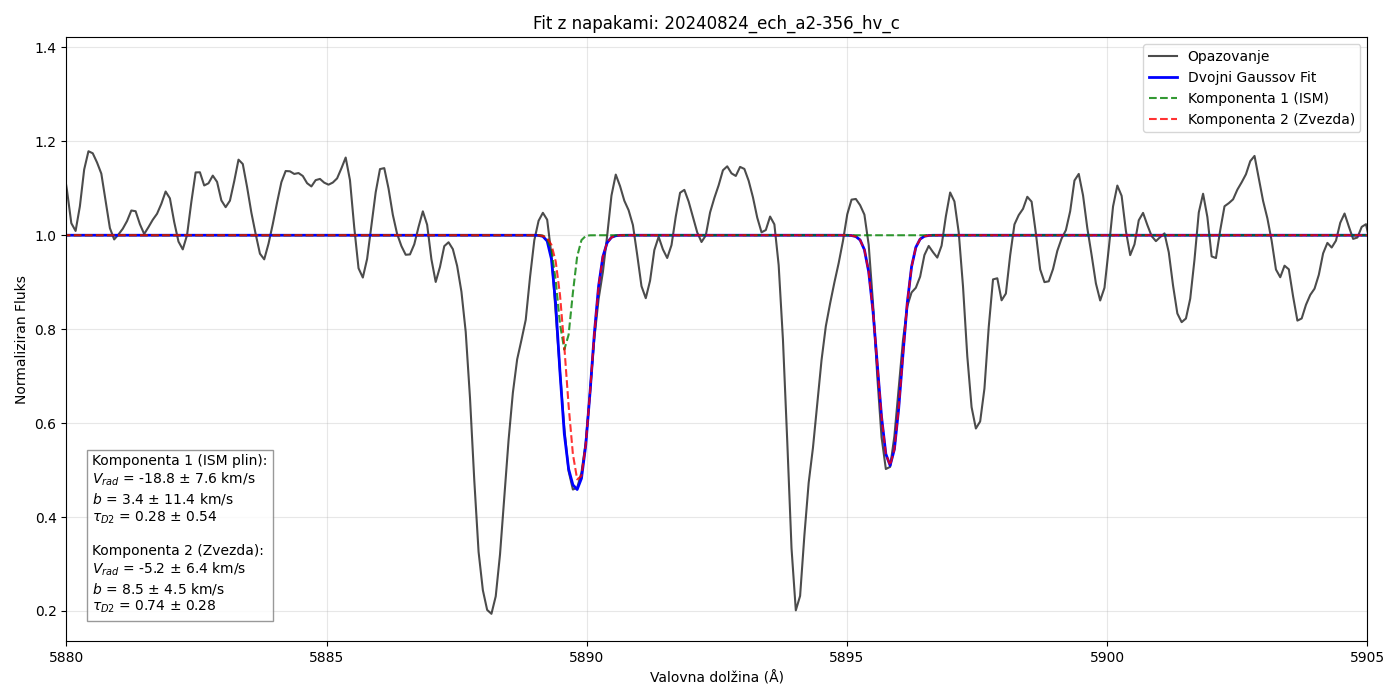 Fit z napakami: 20240824_ech_a2-356_hv_c
Normaliziran Fluks
1.4
1.2
1.0
0.8
0.6
0.4
0.2
Opazovanje
Dvojni Gaussov Fit
Komponenta 1 (ISM)
Komponenta 2 (Zvezda)
Komponenta 1 (ISM plin):
V_rad = -18.8 ± 7.6 km/s
b = 3.4 ± 11.4 km/s
τ_D2 = 0.28 ± 0.54
Komponenta 2 (Zvezda):
V_rad = -5.2 ± 6.4 km/s
b = 8.5 ± 4.5 km/s
τ_D2 = 0.74 ± 0.28
5880 5885 5890 5895 5900 5905
Valovna dolžina (Å)